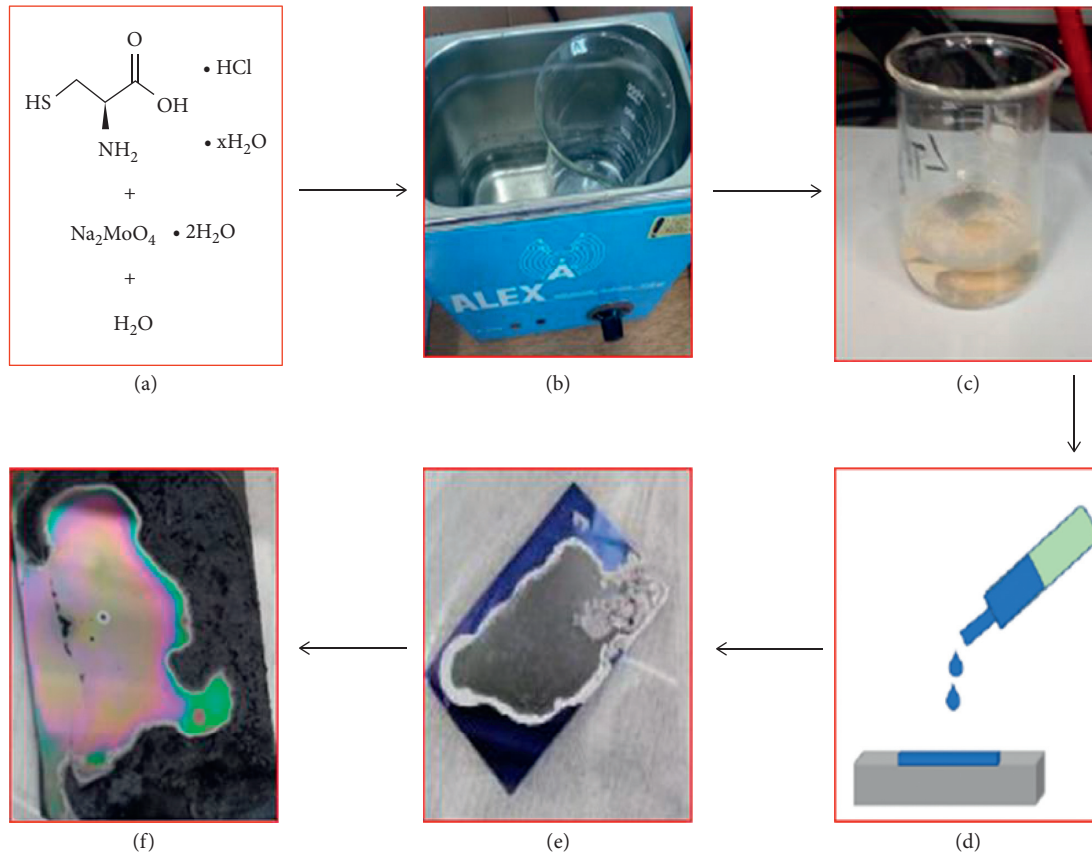 O
HS
OH
NH₂
• HCl
• xH₂O
+
Na₂MoO₄ • 2H₂O
+
H₂O
(a)
ALEX
A
(b)
(c)
(d)
(e)
(f)